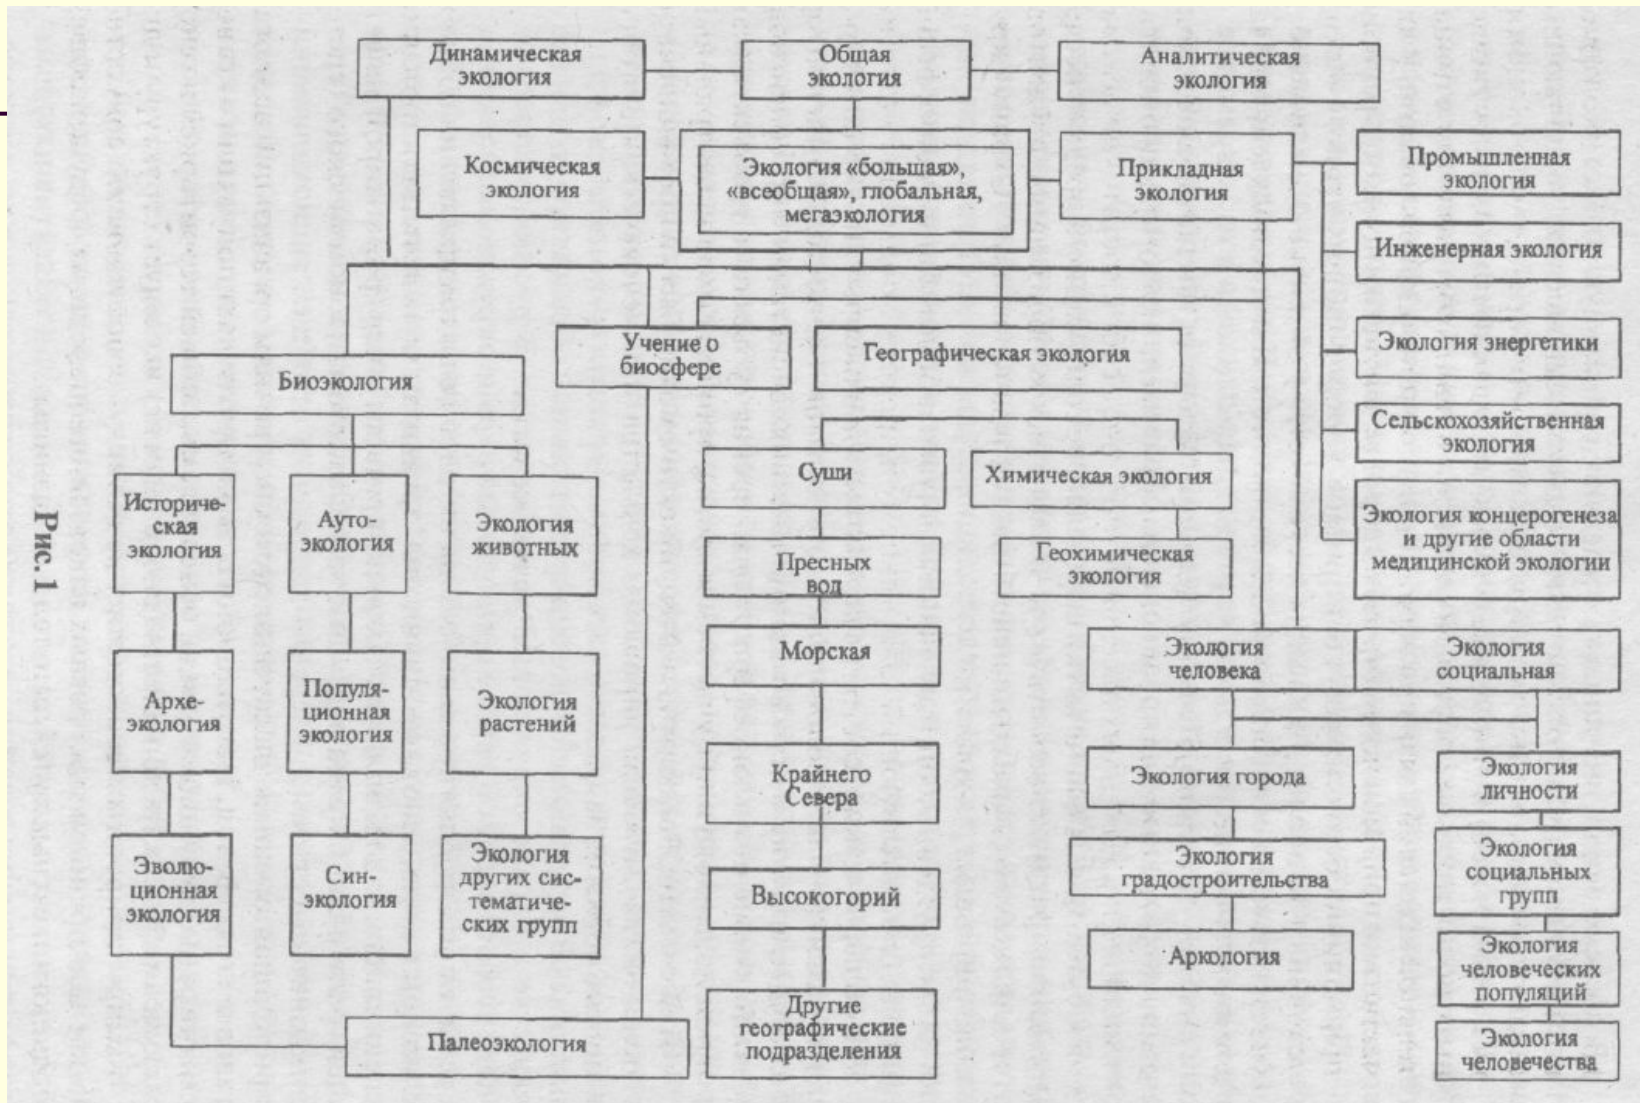 Динамическая
экология
Общая
экология
Аналитическая
экология
Космическая
экология
Экология «большая»,
«всеобщая», глобальная,
мегаэкология
Прикладная
экология
Промышленная
экология
Инженерная экология
Экология энергетики
Сельскохозяйственная
экология
Экология концерогенеза
и другие области
медицинской экологии
Биоэкология
Учение о
биосфере
Географическая экология
Историче-
ская
экология
Ауто-
экология
Экология
животных
Архе-
экология
Популя-
ционная
экология
Экология
растений
Эволю-
ционная
экология
Син-
экология
Экология
других сис-
тематиче-
ских групп
Палеоэкология
Суши
Пресных
вод
Морская
Крайнего
Севера
Высокогорий
Другие
географические
подразделения
Химическая экология
Геохимическая
экология
Экология
человека
Экология
социальная
Экология города
Экология
градостроительства
Аркология
Экология
личности
Экология
социальных
групп
Экология
человеческих
популяций
Экология
человечества
Рис. 1